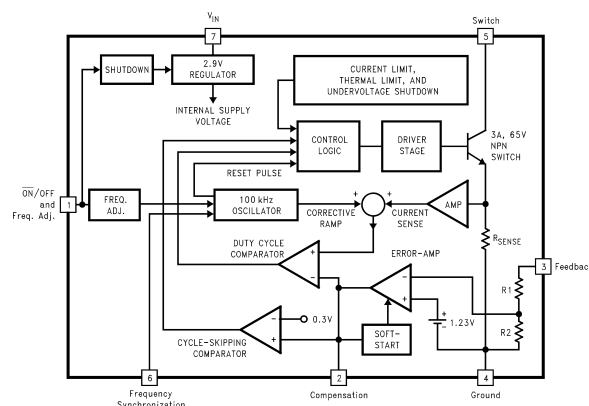 VIN
Switch
7
5
SHUTDOWN
2.9V
REGULATOR
CURRENT LIMIT,
THERMAL LIMIT, AND
UNDERVOLTAGE SHUTDOWN
INTERNAL SUPPLY
VOLTAGE
CONTROL
LOGIC
DRIVER
STAGE
3A, 65V
NPN
SWITCH
RESET PULSE
ON/OFF
and
Freq. Adj.
1
FREQ.
ADJ.
100 kHz
OSCILLATOR
+
+
CORRECTIVE
RAMP
CURRENT
SENSE
AMP
RSENSE
DUTY CYCLE
COMPARATOR
+
−
ERROR-AMP
−
+
3
Feedbac
R1
R2
+
−
1.23V
−
+
0.3V
CYCLE-SKIPPING
COMPARATOR
SOFT-
START
6
2
4
Frequency
Synchronization
Compensation
Ground